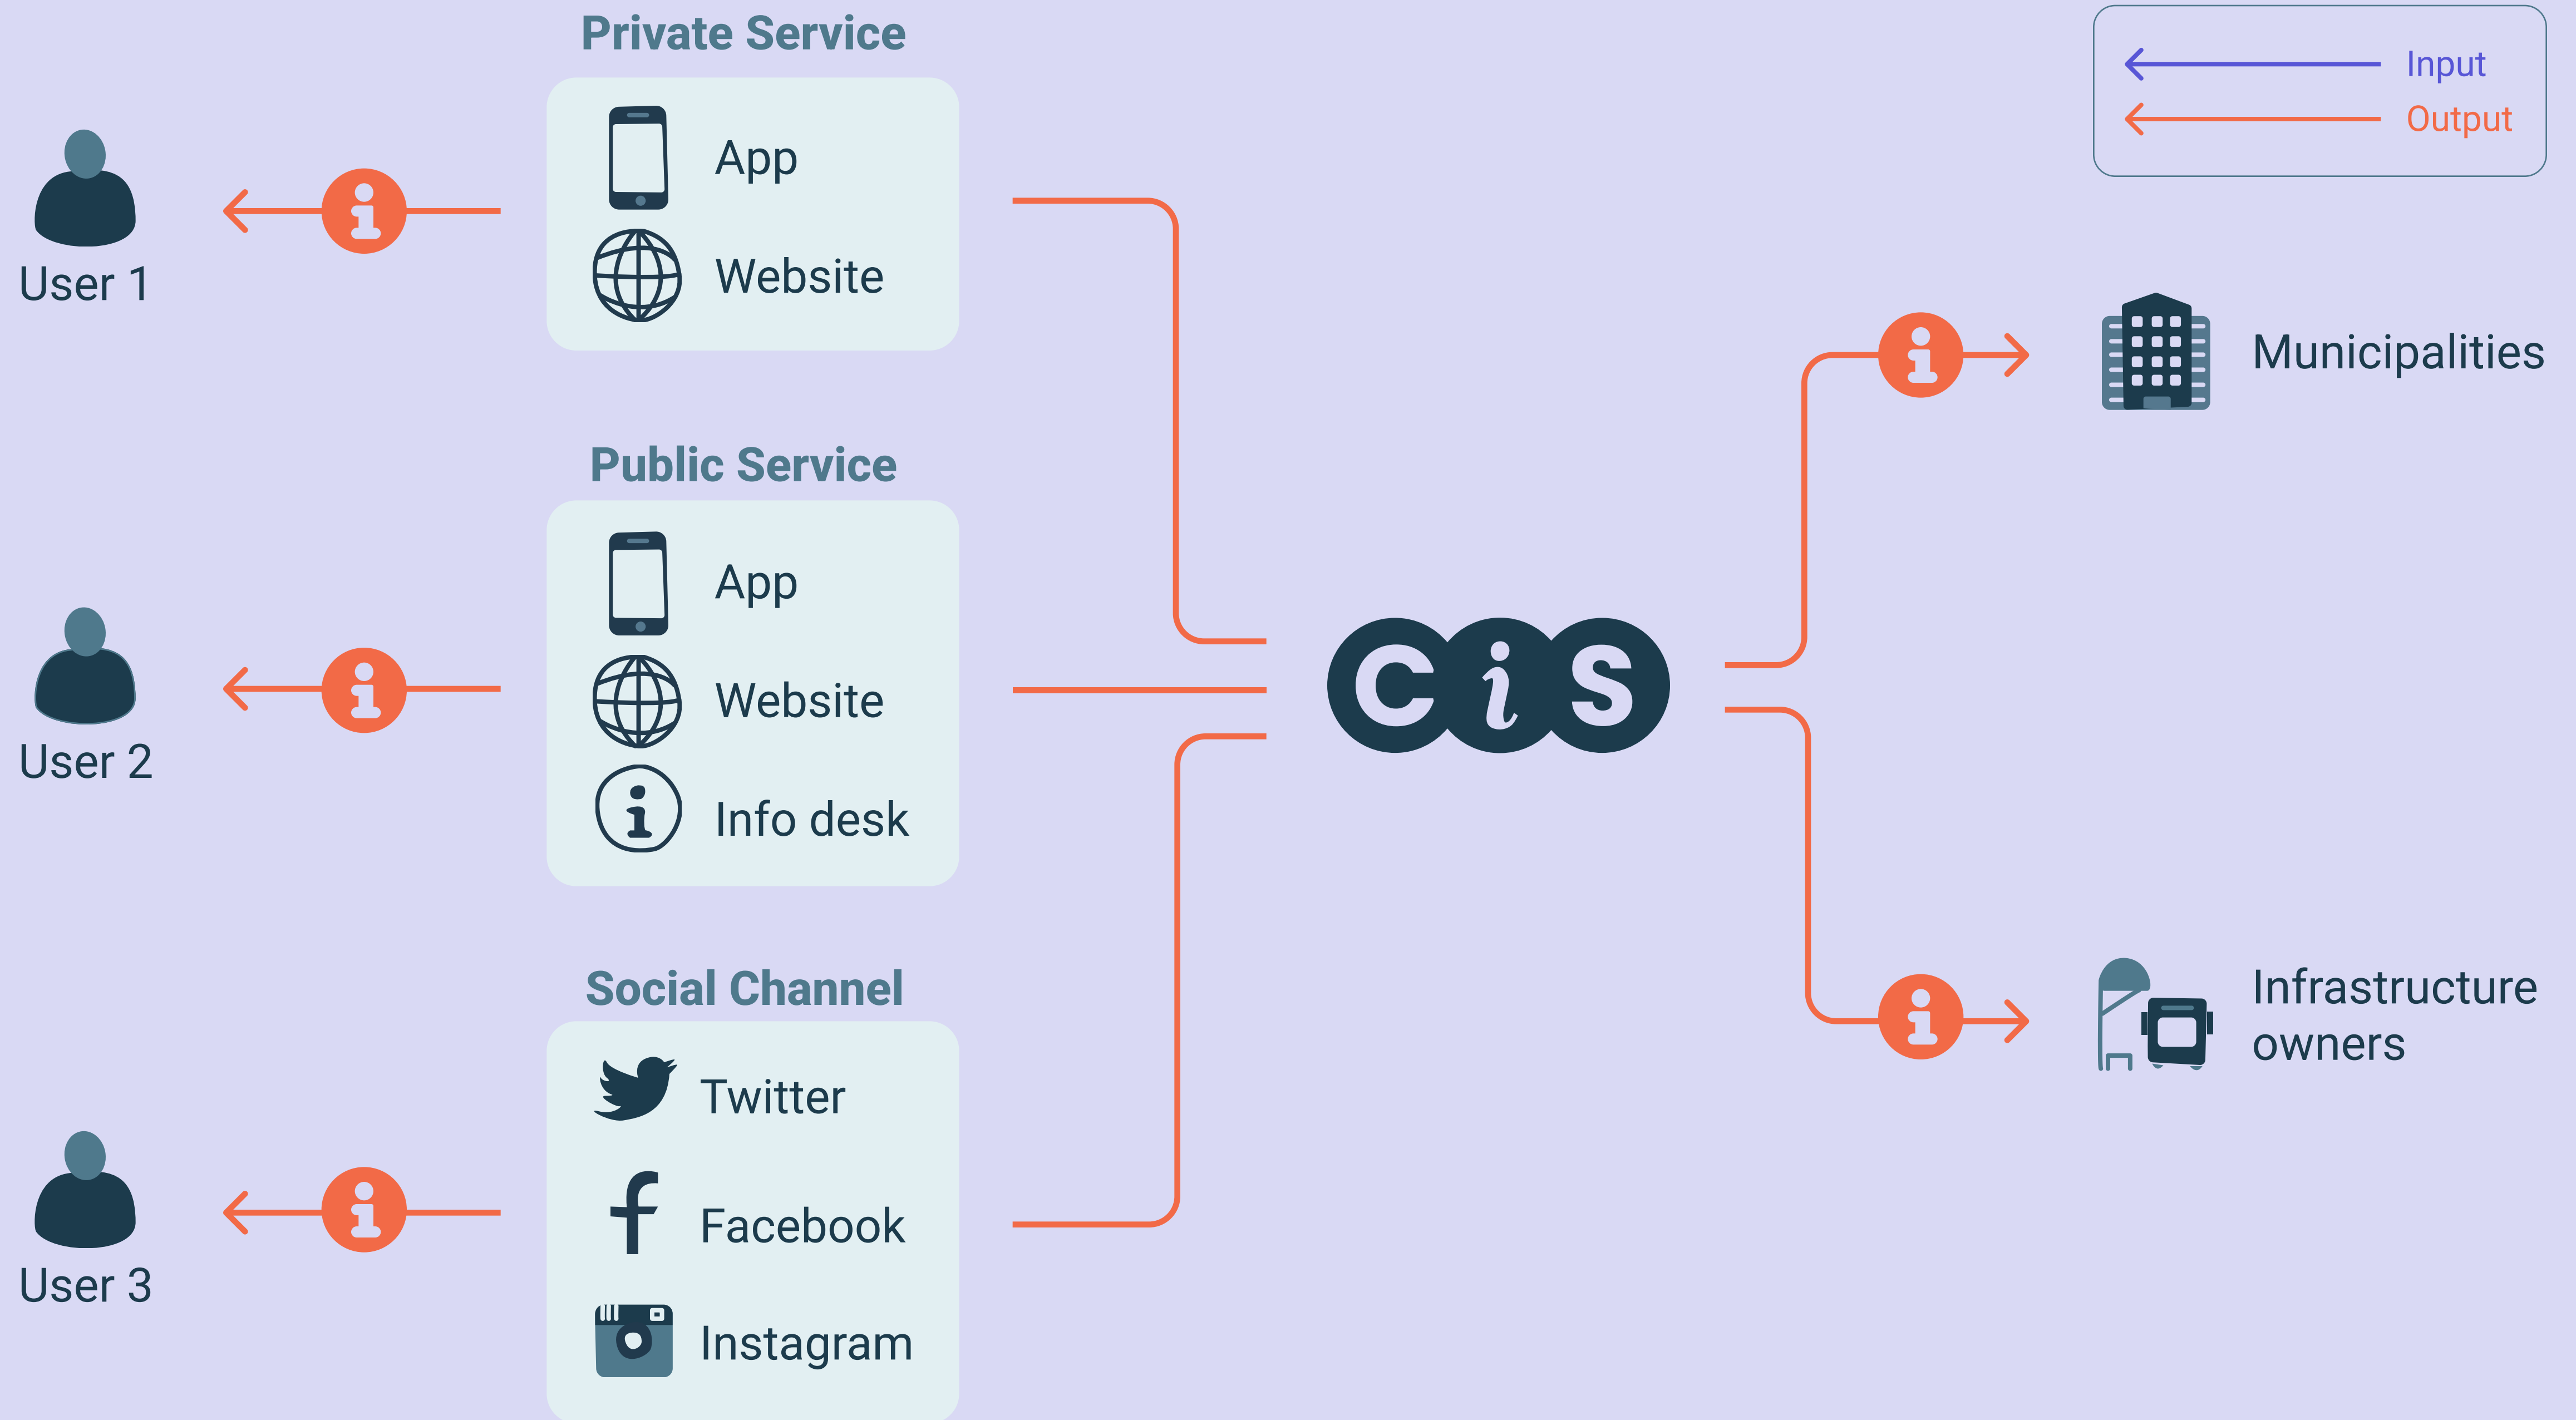 Private Service
App
Website
User 1
Public Service
App
Website
Info desk
User 2
Social Channel
Twitter
Facebook
Instagram
User 3
CiS
Input
Output
Municipalities
Infrastructure
owners